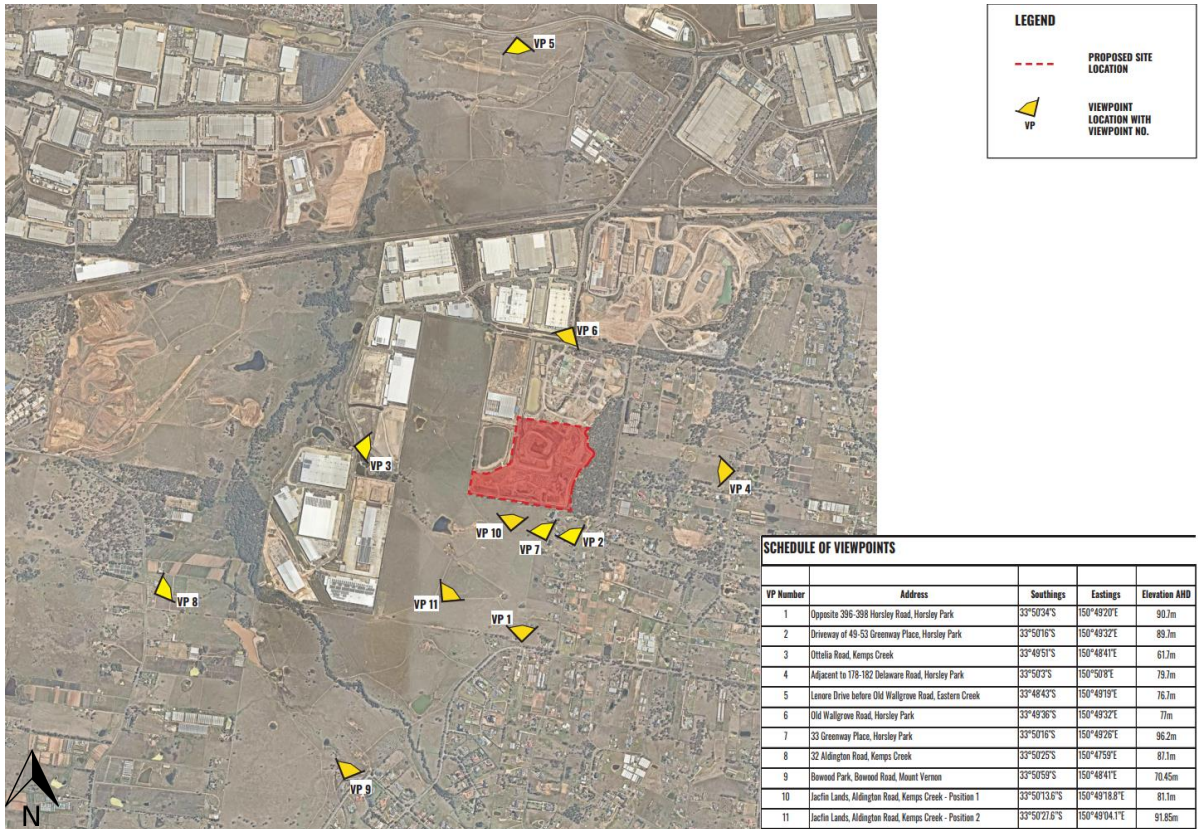 LEGEND
PROPOSED SITE
LOCATION
VIEWPOINT
LOCATION WITH
VIEWPOINT NO.
VP
VP 5
VP 6
VP 3
VP 4
VP 10
VP 7
VP 2
VP 8
VP 11
VP 1
VP 9
N
SCHEDULE OF VIEWPOINTS
VP Number Address Southings Eastings Elevation AHD
1 Opposite 396-398 Horsley Road, Horsley Park 33°50'34"S 150°49'20"E 90.7m
2 Driveway of 49-53 Greenway Place, Horsley Park 33°50'16"S 150°49'32"E 89.7m
3 Ottelia Road, Kemps Creek 33°49'51"S 150°48'41"E 61.7m
4 Adjacent to 178-182 Delaware Road, Horsley Park 33°50'3"S 150°50'8"E 79.7m
5 Lenore Drive before Old Wallgrove Road, Eastern Creek 33°48'43"S 150°49'19"E 76.7m
6 Old Wallgrove Road, Horsley Park 33°49'36"S 150°49'32"E 77m
7 33 Greenway Place, Horsley Park 33°50'16"S 150°49'26"E 96.2m
8 32 Aldington Road, Kemps Creek 33°50'25"S 150°47'59"E 87.1m
9 Bowood Park, Bowood Road, Mount Vernon 33°50'59"S 150°48'41"E 70.45m
10 Jacfin Lands, Aldington Road, Kemps Creek - Position 1 33°50'13.6"S 150°49'18.8"E 81.1m
11 Jacfin Lands, Aldington Road, Kemps Creek - Position 2 33°50'27.6"S 150°49'04.1"E 91.85m